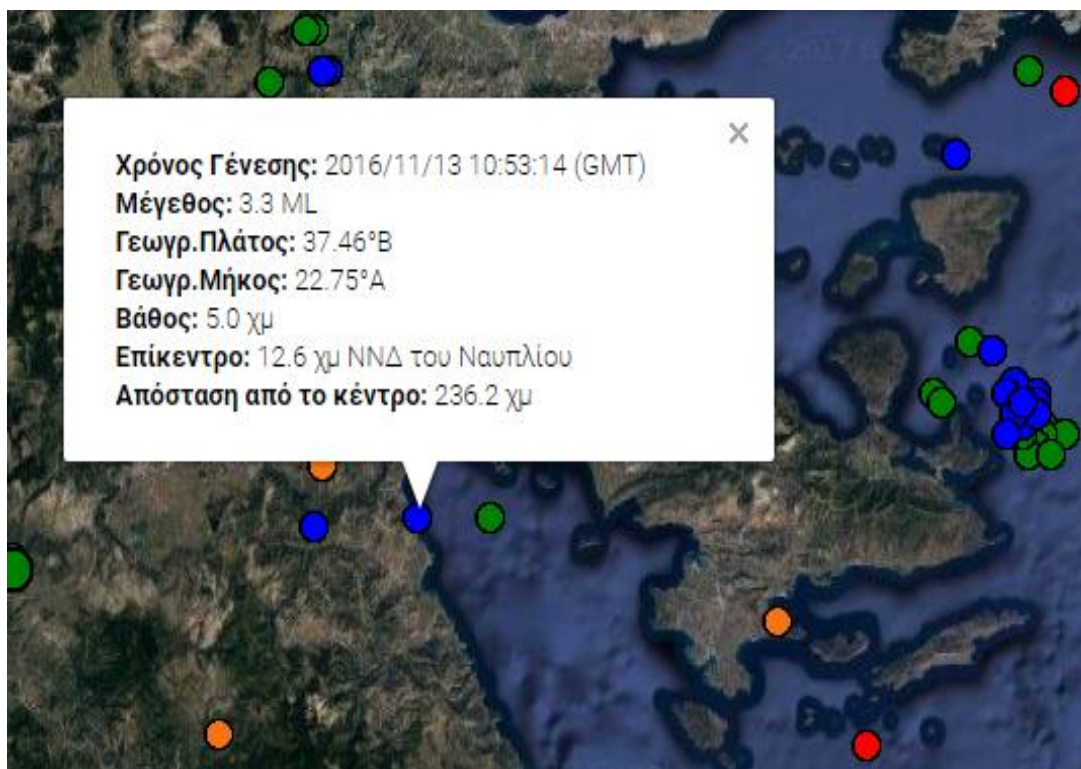 2017
×
Χρόνος Γένεσης: 2016/11/13 10:53:14 (GMT)
Μέγεθος: 3.3 ML
Γεωγρ.Πλάτος: 37.46°Β
Γεωγρ.Μήκος: 22.75°Α
Βάθος: 5.0 χμ
Επίκεντρο: 12.6 χμ ΝΝΔ του Ναυπλίου
Απόσταση από το κέντρο: 236.2 χμ